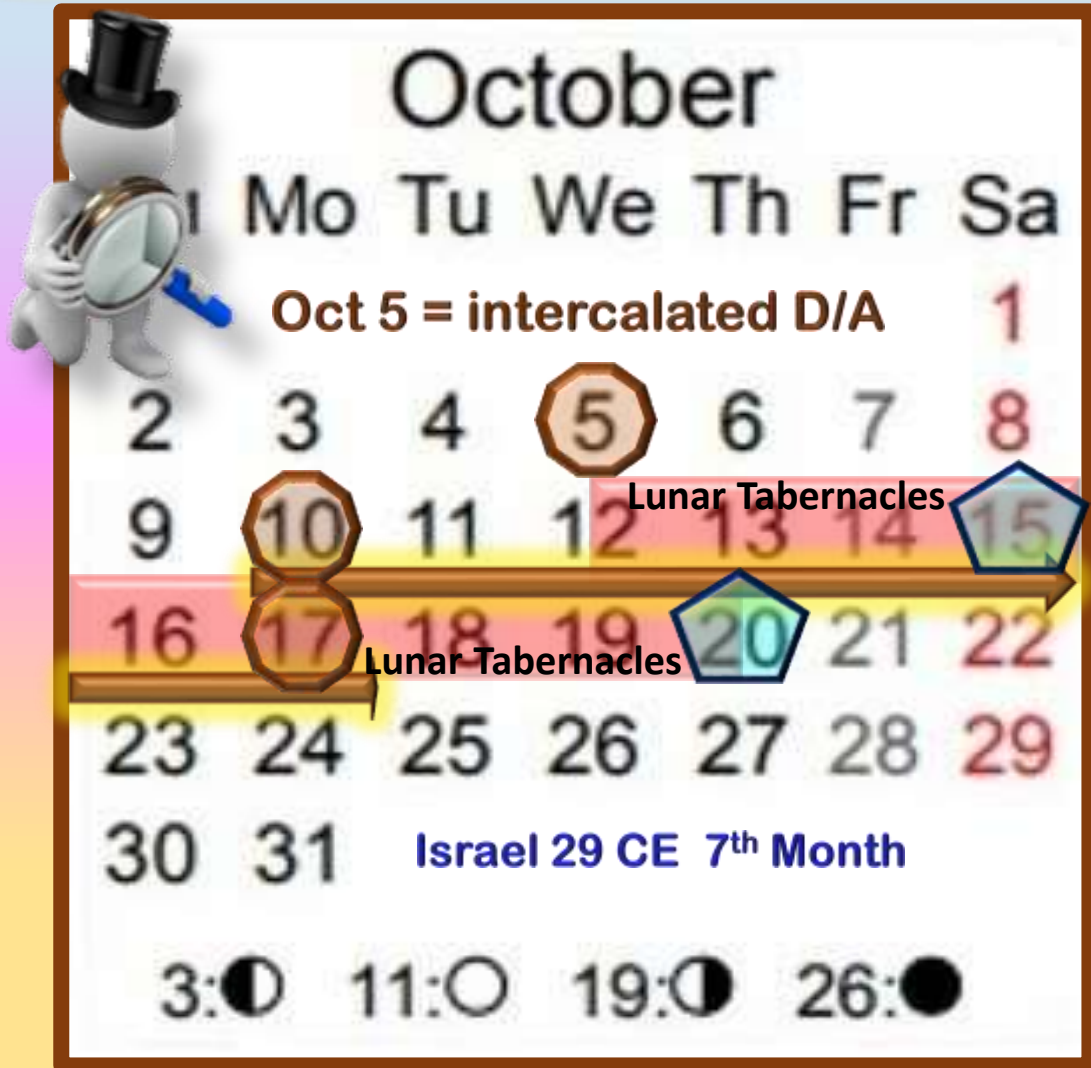 October
Mo Tu We Th Fr Sa
Oct 5 = intercalated D/A 1
2 3 4 5 6 7 8
Lunar Tabernacles
9 10 11 12 13 14 15
16 17 18 19 20 21 22
Lunar Tabernacles
23 24 25 26 27 28 29
30 31 Israel 29 CE 7th Month
3: 11: 19: 26: